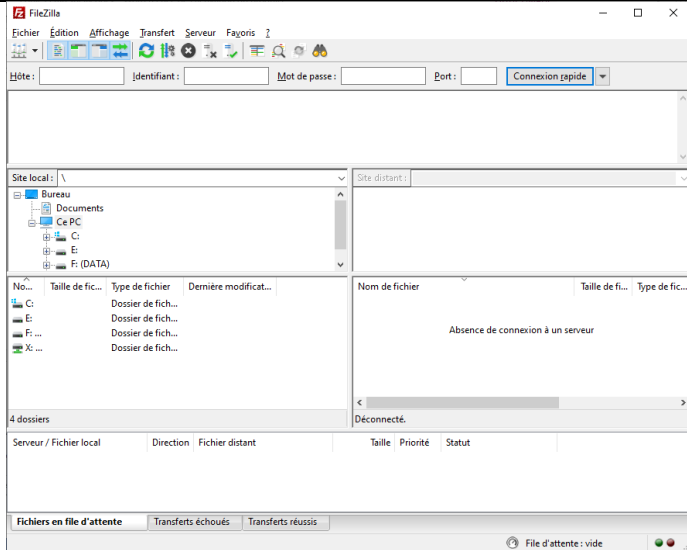 FileZilla
Fichier Édition Affichage Transfert Serveur Favoris ?
Hôte : Identifiant : Mot de passe : Port : Connexion rapide
Site local : \ Site distant :
Bureau
Documents
Ce PC
C:
E:
F: (DATA)
No... Taille de fic... Type de fichier Dernière modificat... Nom de fichier Taille de fi... Type de fic...
C: Dossier de fich...
E: Dossier de fich...
F: ... Dossier de fich...
X: ... Dossier de fich...
Absence de connexion à un serveur
4 dossiers Déconnecté.
Serveur / Fichier local Direction Fichier distant Taille Priorité Statut
Fichiers en file d'attente Transferts échoués Transferts réussis
File d'attente : vide